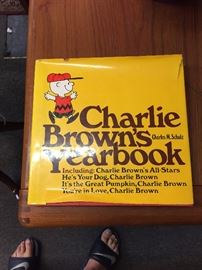 Charlie
Charles M. Schulz
Brown's
Yearbook
Including: Charlie Brown's All-Stars
He's Your Dog, Charlie Brown
It's the Great Pumpkin, Charlie Brown
You're in Love, Charlie Brown